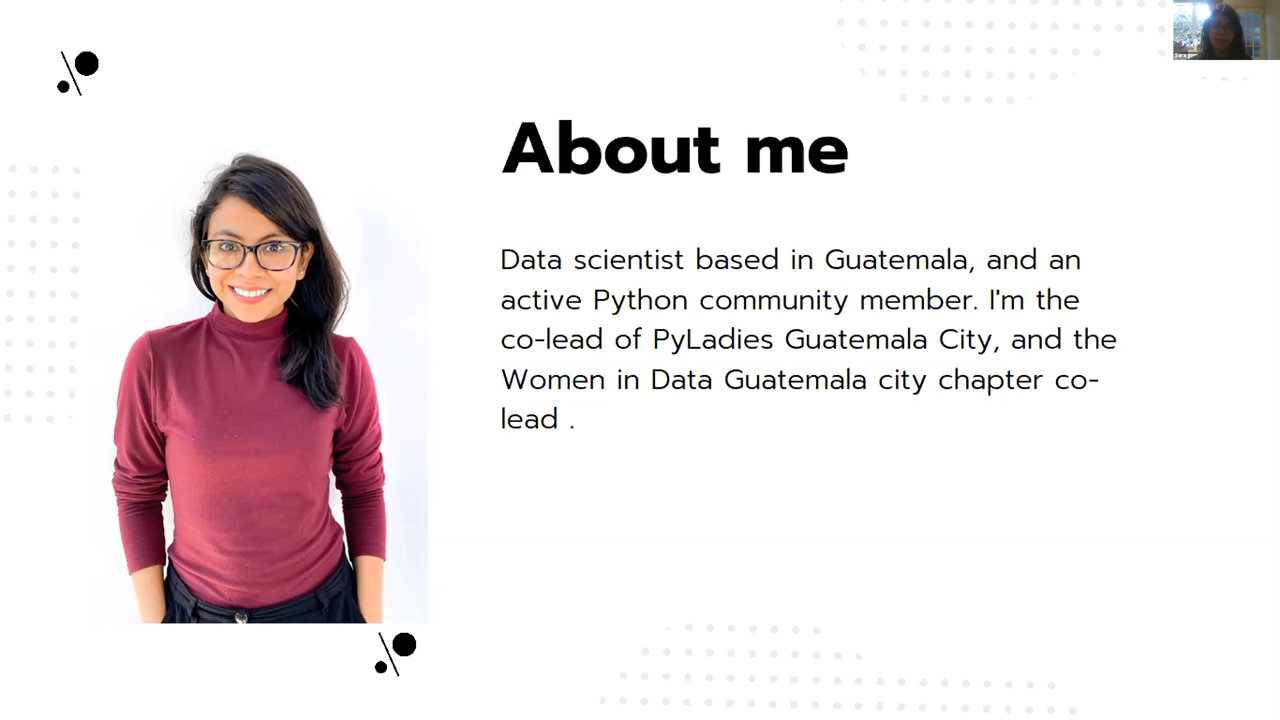 Sara
About me
Data scientist based in Guatemala, and an
active Python community member. I'm the
co-lead of PyLadies Guatemala City, and the
Women in Data Guatemala city chapter co-
lead .